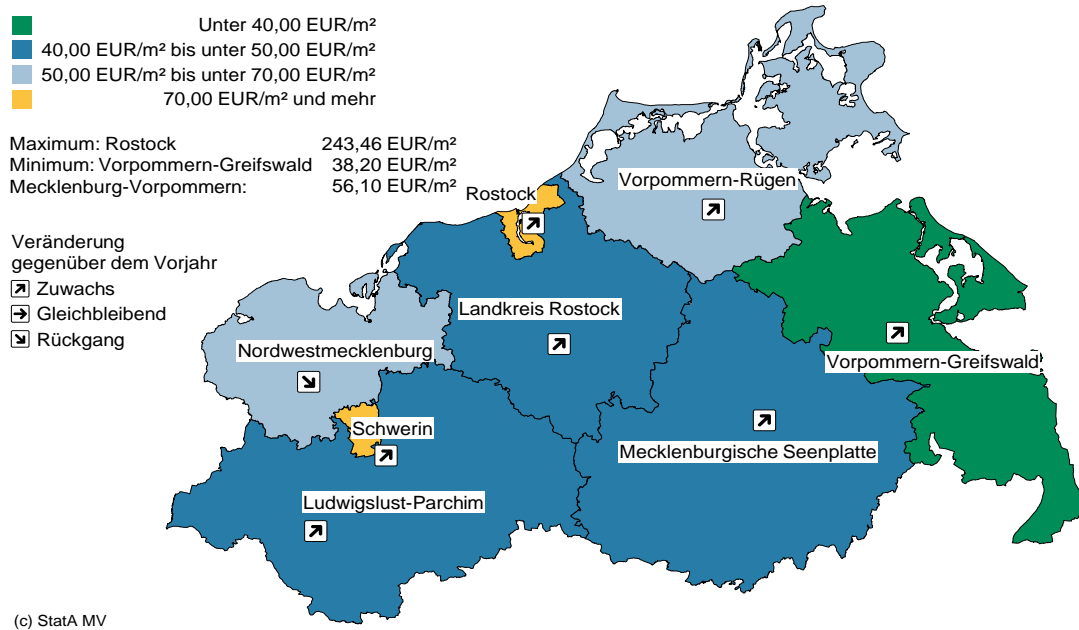 Unter 40,00 EUR/m²
40,00 EUR/m² bis unter 50,00 EUR/m²
50,00 EUR/m² bis unter 70,00 EUR/m²
70,00 EUR/m² und mehr
Maximum: Rostock 243,46 EUR/m²
Minimum: Vorpommern-Greifswald 38,20 EUR/m²
Mecklenburg-Vorpommern: 56,10 EUR/m²
Veränderung
gegenüber dem Vorjahr
Zuwachs
Gleichbleibend
Rückgang
Vorpommern-Rügen
Rostock
Landkreis Rostock
Nordwestmecklenburg
Vorpommern-Greifswald
Schwerin
Mecklenburgische Seenplatte
Ludwigslust-Parchim
(c) StatA MV